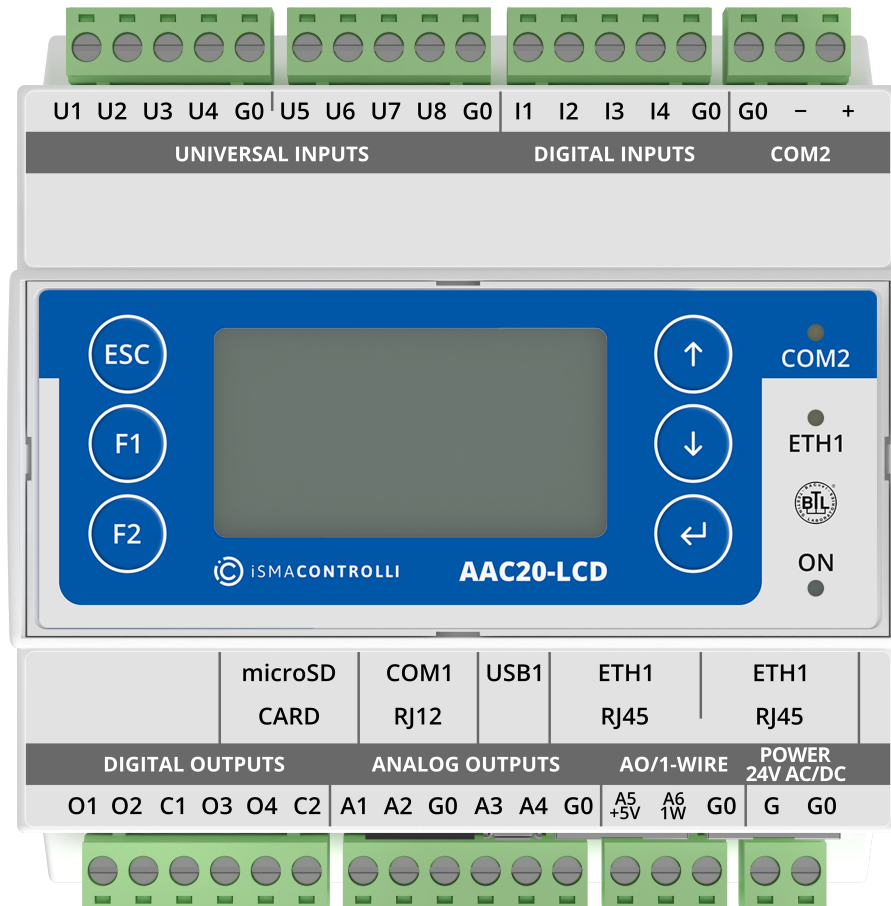 U1 U2 U3 U4 G0 U5 U6 U7 U8 G0 I1 I2 I3 I4 G0 G0 − +
UNIVERSAL INPUTS DIGITAL INPUTS COM2
ESC
F1
F2
↑
↓
↵
COM2
ETH1
BTL
ON
iSMACONTROLLI AAC20-LCD
microSD COM1 USB1 ETH1 ETH1
CARD RJ12 RJ45 RJ45
DIGITAL OUTPUTS ANALOG OUTPUTS AO/1-WIRE POWER
24V AC/DC
O1 O2 C1 O3 O4 C2 A1 A2 G0 A3 A4 G0 A5 A6 G0 G G0
+5V 1W